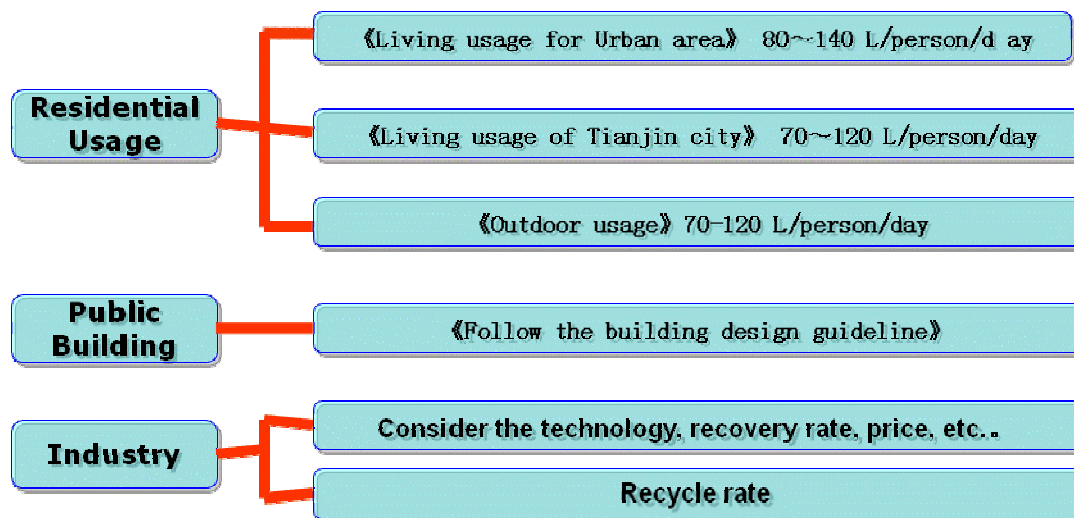 Residential
Usage
《Living usage for Urban area》 80~140 L/person/d ay
《Living usage of Tianjin city》 70~120 L/person/day
《Outdoor usage》70-120 L/person/day
Public
Building
《Follow the building design guideline》
Industry
Consider the technology, recovery rate, price, etc..
Recycle rate